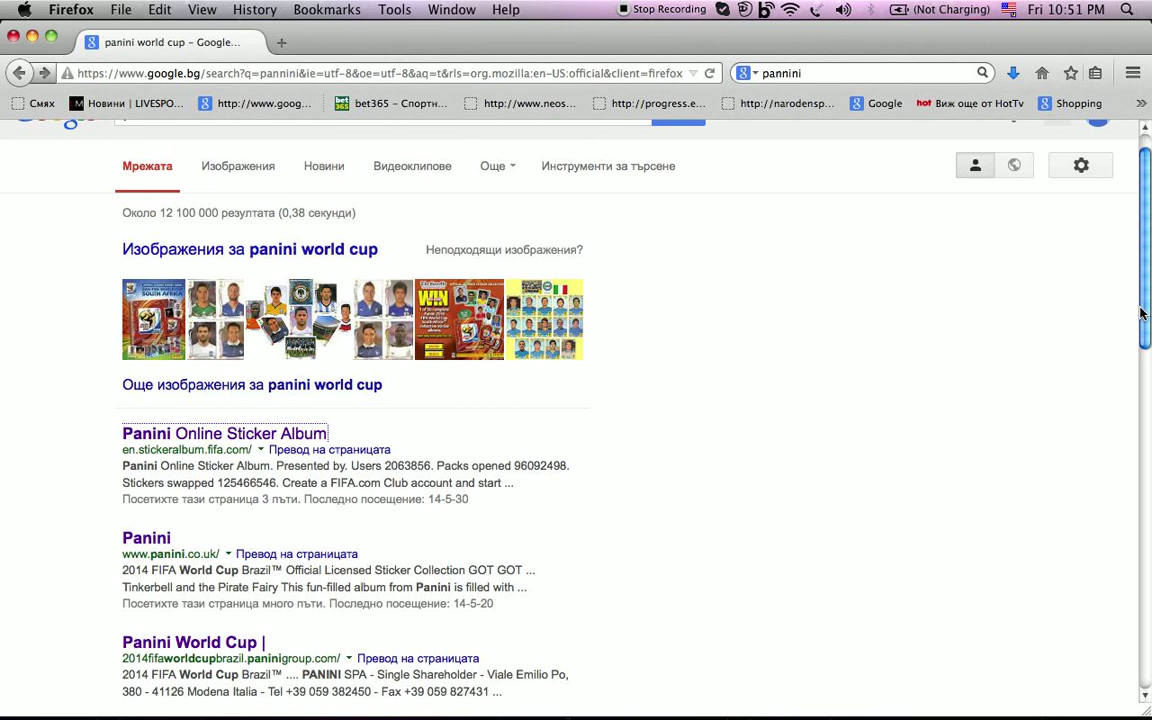 Firefox File Edit View History Bookmarks Tools Window Help Stop Recording (Not Charging) Fri 10:51 PM
panini world cup - Google...
https://www.google.bg/search?q=pannini&ie=utf-8&oe=utf-8&aq=t&rls=org.mozilla:en-US:official&client=firefox pannini
Смях Новини | LIVESPO... http://www.goog... bet365 - Спортн... http://www.neos... http://progress.e... http://narodensp... Google hot Виж още от HotTv Shopping
Мрежата Изображения Новини Видеоклипове Още Инструменти за търсене
Около 12 100 000 резултата (0,38 секунди)
Изображения за panini world cup Неподходящи изображения?
SOUTH AFRICA
WIN
Още изображения за panini world cup
Panini Online Sticker Album
en.stickeralbum.fifa.com/ Превод на страницата
Panini Online Sticker Album. Presented by. Users 2063856. Packs opened 96092498.
Stickers swapped 125466546. Create a FIFA.com Club account and start ...
Посетихте тази страница 3 пъти. Последно посещение: 14-5-30
Panini
www.panini.co.uk/ Превод на страницата
2014 FIFA World Cup Brazil™ Official Licensed Sticker Collection GOT GOT ...
Tinkerbell and the Pirate Fairy This fun-filled album from Panini is filled with ...
Посетихте тази страница много пъти. Последно посещение: 14-5-20
Panini World Cup |
2014fifaworldcupbrazil.paninigroup.com/ Превод на страницата
2014 FIFA World Cup Brazil™ .... PANINI SPA - Single Shareholder - Viale Emilio Po,
380 - 41126 Modena Italia - Tel +39 059 382450 - Fax +39 059 827431 ...